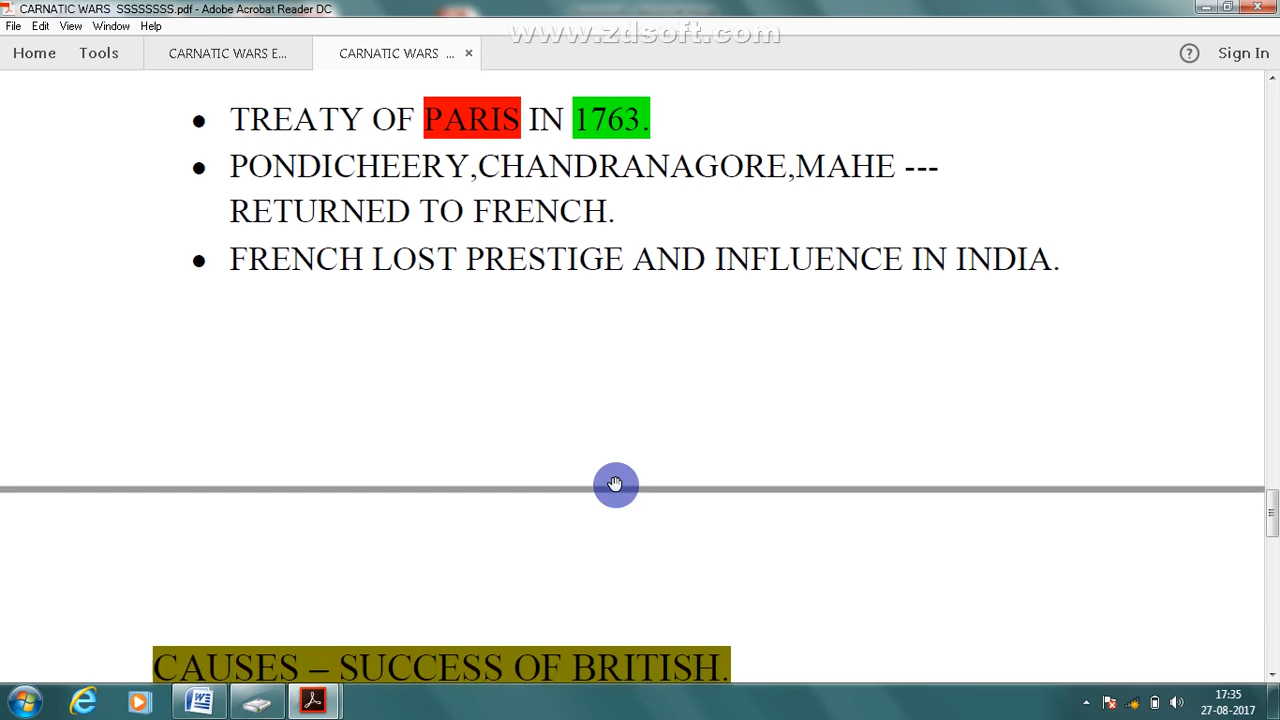 CARNATIC WARS SSSSSSSS.pdf - Adobe Acrobat Reader DC
File Edit View Window Help
www.zdsoft.com
Home Tools CARNATIC WARS E... CARNATIC WARS ... × ? Sign In
• TREATY OF PARIS IN 1763.
• PONDICHEERY,CHANDRANAGORE,MAHE ---
RETURNED TO FRENCH.
• FRENCH LOST PRESTIGE AND INFLUENCE IN INDIA.
CAUSES – SUCCESS OF BRITISH.
17:35
27-08-2017